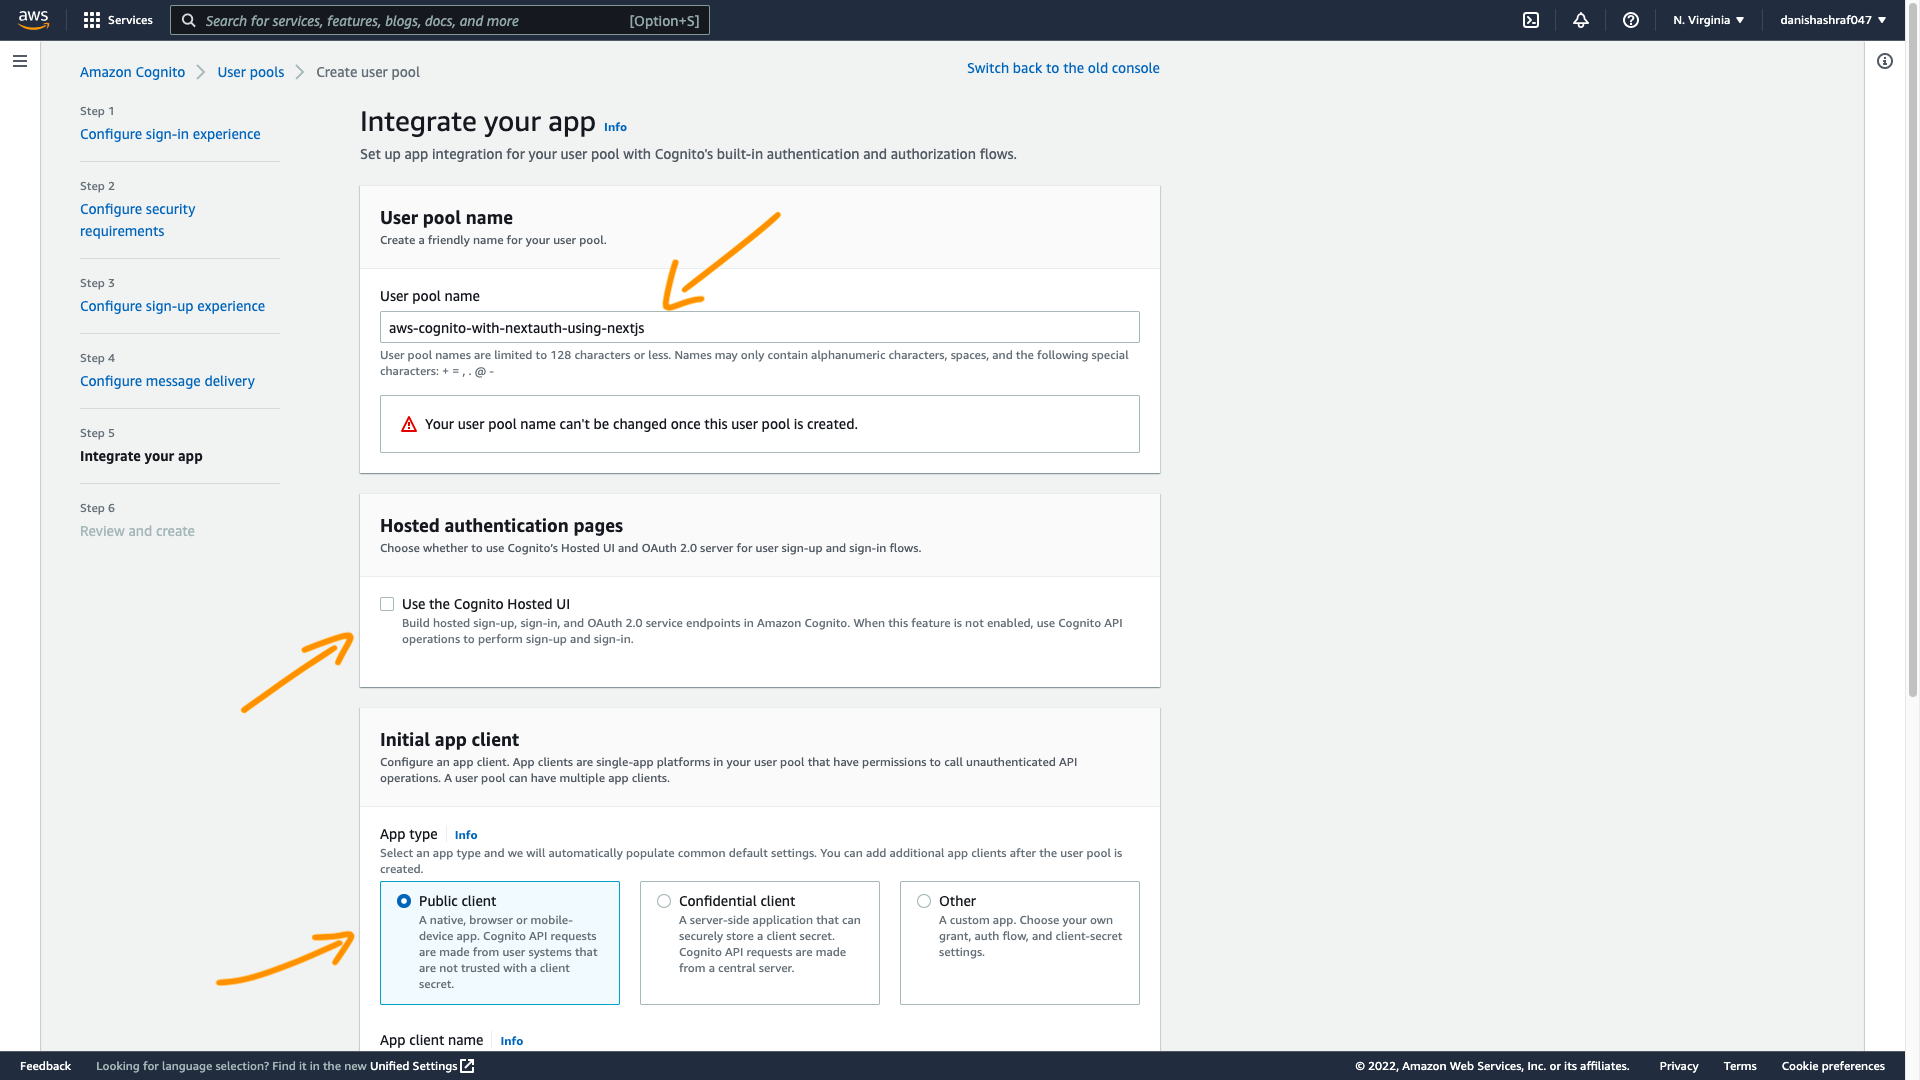 aws
Services
Search for services, features, blogs, docs, and more
[Option+S]
N. Virginia
danishashraf047
Amazon Cognito
User pools
Create user pool
Switch back to the old console
Step 1
Configure sign-in experience
Step 2
Configure security
requirements
Step 3
Configure sign-up experience
Step 4
Configure message delivery
Step 5
Integrate your app
Step 6
Review and create
Integrate your app Info
Set up app integration for your user pool with Cognito's built-in authentication and authorization flows.
User pool name
Create a friendly name for your user pool.
User pool name
aws-cognito-with-nextauth-using-nextjs
User pool names are limited to 128 characters or less. Names may only contain alphanumeric characters, spaces, and the following special
characters: + = , . @ -
Your user pool name can't be changed once this user pool is created.
Hosted authentication pages
Choose whether to use Cognito's Hosted UI and OAuth 2.0 server for user sign-up and sign-in flows.
Use the Cognito Hosted UI
Build hosted sign-up, sign-in, and OAuth 2.0 service endpoints in Amazon Cognito. When this feature is not enabled, use Cognito API
operations to perform sign-up and sign-in.
Initial app client
Configure an app client. App clients are single-app platforms in your user pool that have permissions to call unauthenticated API
operations. A user pool can have multiple app clients.
App type Info
Select an app type and we will automatically populate common default settings. You can add additional app clients after the user pool is
created.
Public client
A native, browser or mobile-
device app. Cognito API requests
are made from user systems that
are not trusted with a client
secret.
Confidential client
A server-side application that can
securely store a client secret.
Cognito API requests are made
from a central server.
Other
A custom app. Choose your own
grant, auth flow, and client-secret
settings.
App client name Info
Feedback
Looking for language selection? Find it in the new Unified Settings
© 2022, Amazon Web Services, Inc. or its affiliates.
Privacy
Terms
Cookie preferences